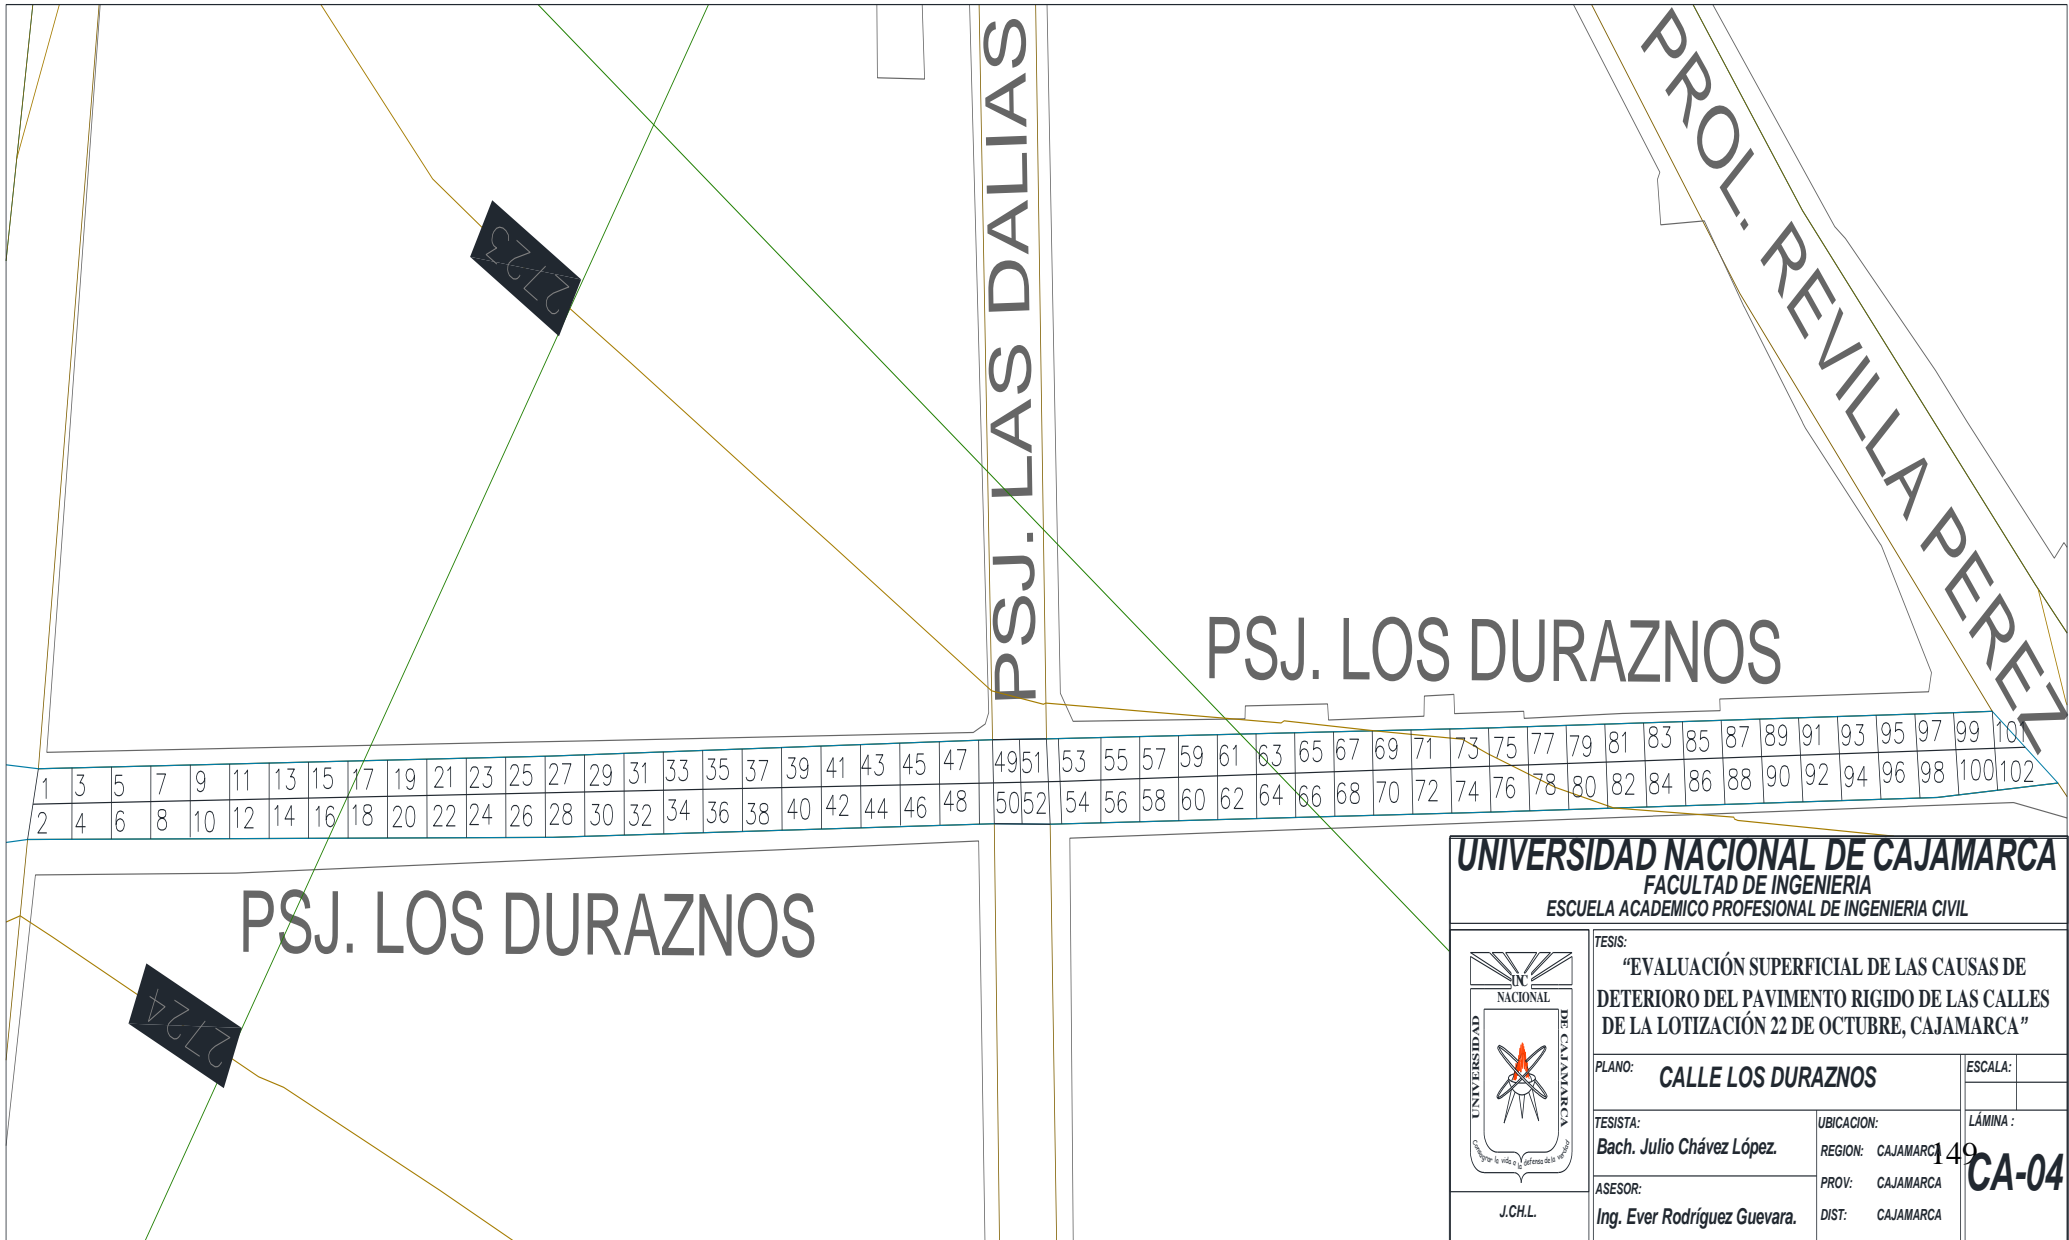 PSJ. LAS DALIAS
PROL. REVILLA PEREZ
2723
PSJ. LOS DURAZNOS
1 3 5 7 9 11 13 15 17 19 21 23 25 27 29 31 33 35 37 39 41 43 45 47 49 51 53 55 57 59 61 63 65 67 69 71 73 75 77 79 81 83 85 87 89 91 93 95 97 99 101
2 4 6 8 10 12 14 16 18 20 22 24 26 28 30 32 34 36 38 40 42 44 46 48 50 52 54 56 58 60 62 64 66 68 70 72 74 76 78 80 82 84 86 88 90 92 94 96 98 100 102
PSJ. LOS DURAZNOS
2724
UNIVERSIDAD NACIONAL DE CAJAMARCA
FACULTAD DE INGENIERIA
ESCUELA ACADEMICO PROFESIONAL DE INGENIERIA CIVIL
UNC
NACIONAL
UNIVERSIDAD
DE CAJAMARCA
Consagrar la vida a la defensa de la verdad
J.CH.L.
TESIS:
“EVALUACIÓN SUPERFICIAL DE LAS CAUSAS DE
DETERIORO DEL PAVIMENTO RIGIDO DE LAS CALLES
DE LA LOTIZACIÓN 22 DE OCTUBRE, CAJAMARCA”
PLANO:
CALLE LOS DURAZNOS
ESCALA:
TESISTA:
Bach. Julio Chávez López.
UBICACION:
REGION: CAJAMARCA
PROV: CAJAMARCA
DIST: CAJAMARCA
LÁMINA :
149
CA-04
ASESOR:
Ing. Ever Rodríguez Guevara.